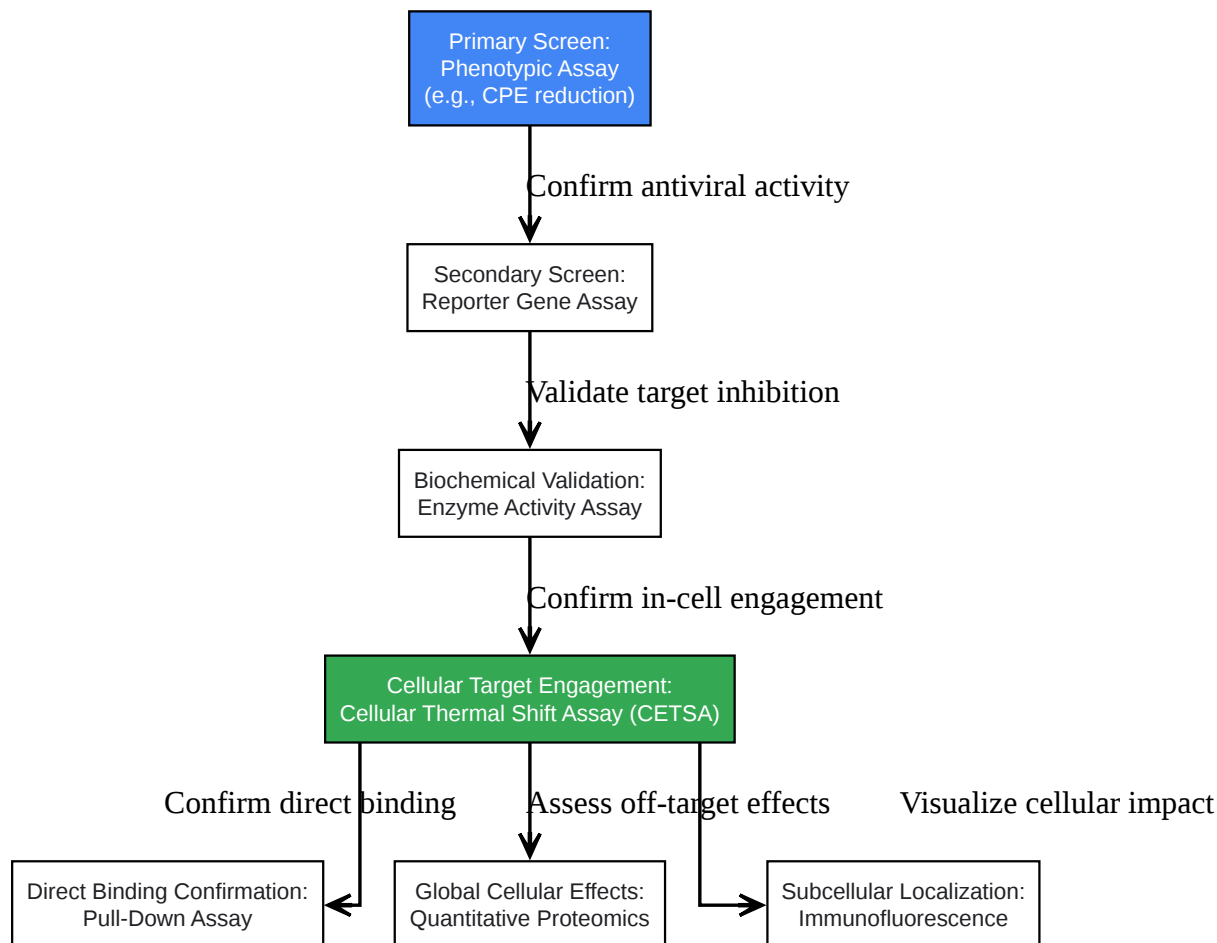 Primary Screen:
Phenotypic Assay
(e.g., CPE reduction)
Confirm antiviral activity
Secondary Screen:
Reporter Gene Assay
Validate target inhibition
Biochemical Validation:
Enzyme Activity Assay
Confirm in-cell engagement
Cellular Target Engagement:
Cellular Thermal Shift Assay (CETSA)
Confirm direct binding
Assess off-target effects
Visualize cellular impact
Direct Binding Confirmation:
Pull-Down Assay
Global Cellular Effects:
Quantitative Proteomics
Subcellular Localization:
Immunofluorescence